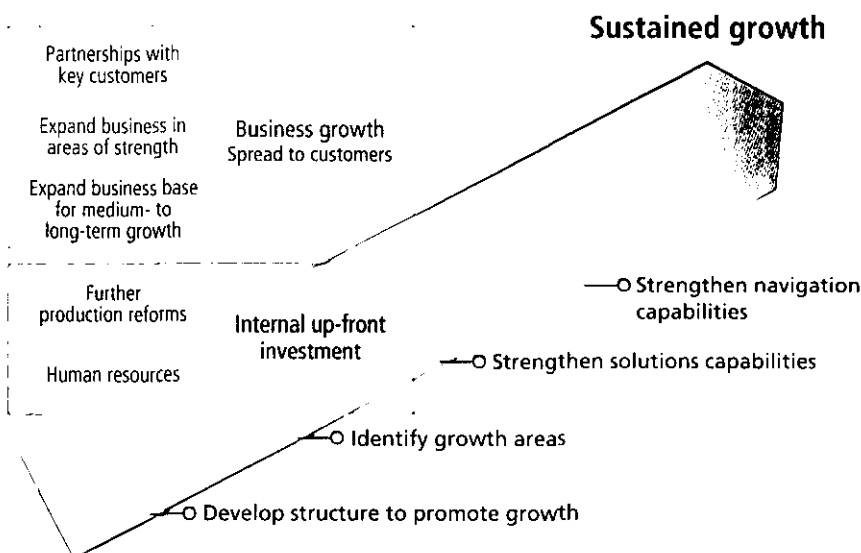 Sustained growth
Partnerships with
key customers
Expand business in
areas of strength
Business growth
Spread to customers
Expand business base
for medium- to
long-term growth
Further
production reforms
Internal up-front
investment
Human resources
Strengthen navigation
capabilities
Strengthen solutions capabilities
Identify growth areas
Develop structure to promote growth